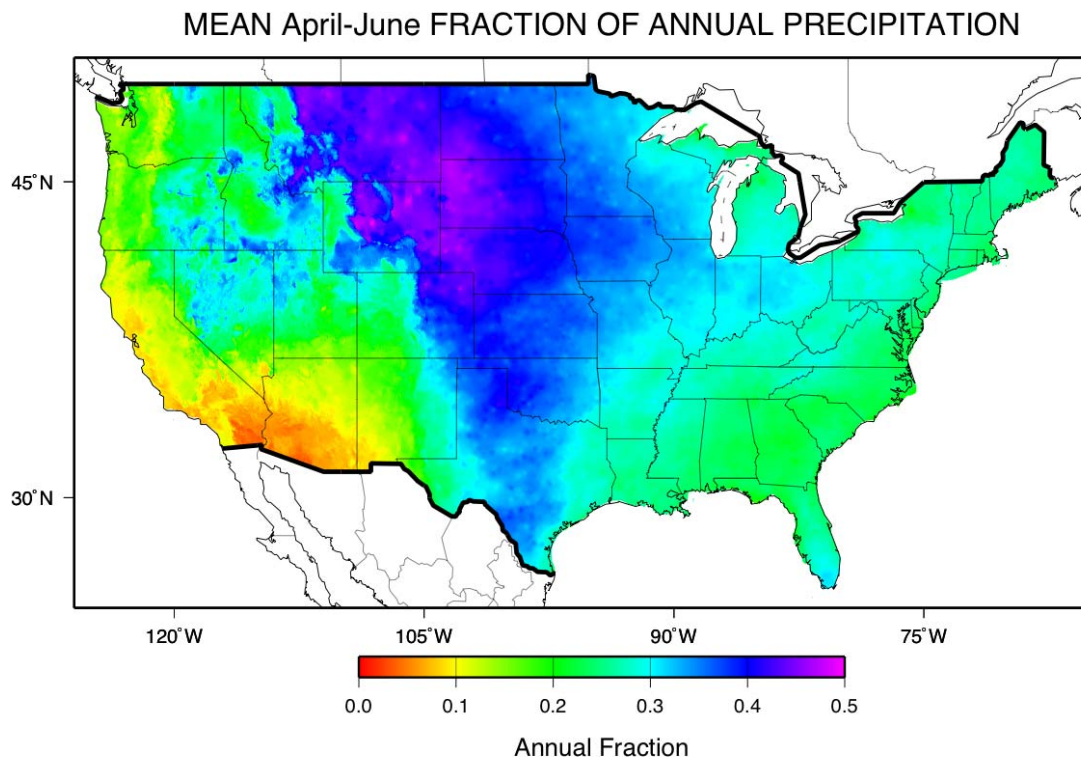 MEAN April-June FRACTION OF ANNUAL PRECIPITATION
45˚N
30˚N
120˚W 105˚W 90˚W 75˚W
0.0 0.1 0.2 0.3 0.4 0.5
Annual Fraction